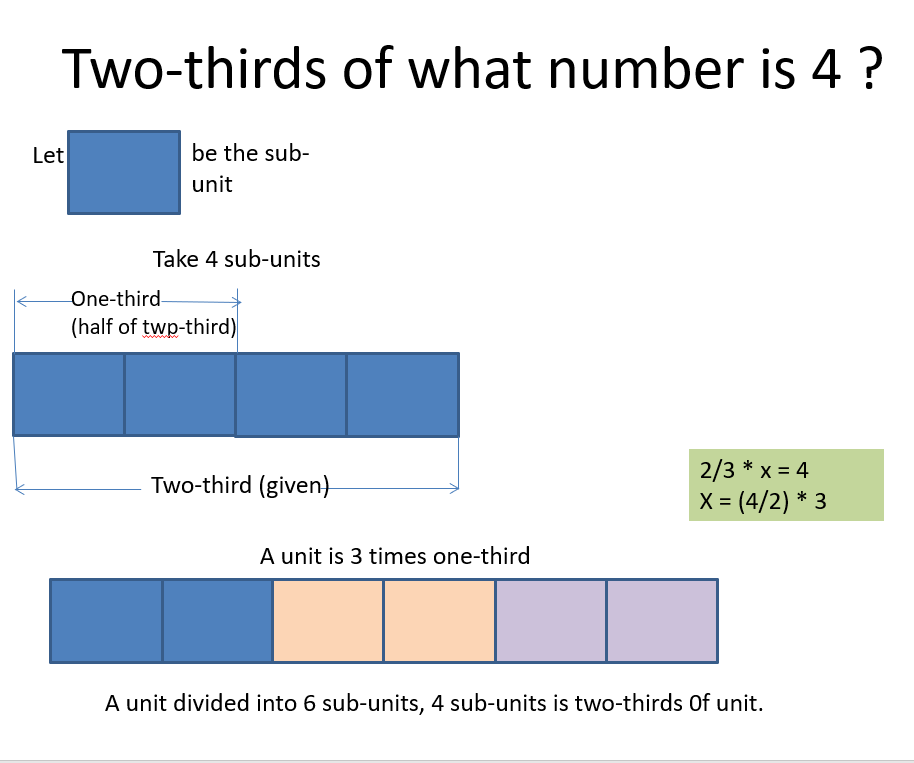 Two-thirds of what number is 4 ?
Let
be the sub-
unit
Take 4 sub-units
One-third
(half of twp-third)
Two-third (given)
2/3 * x = 4
X = (4/2) * 3
A unit is 3 times one-third
A unit divided into 6 sub-units, 4 sub-units is two-thirds 0f unit.